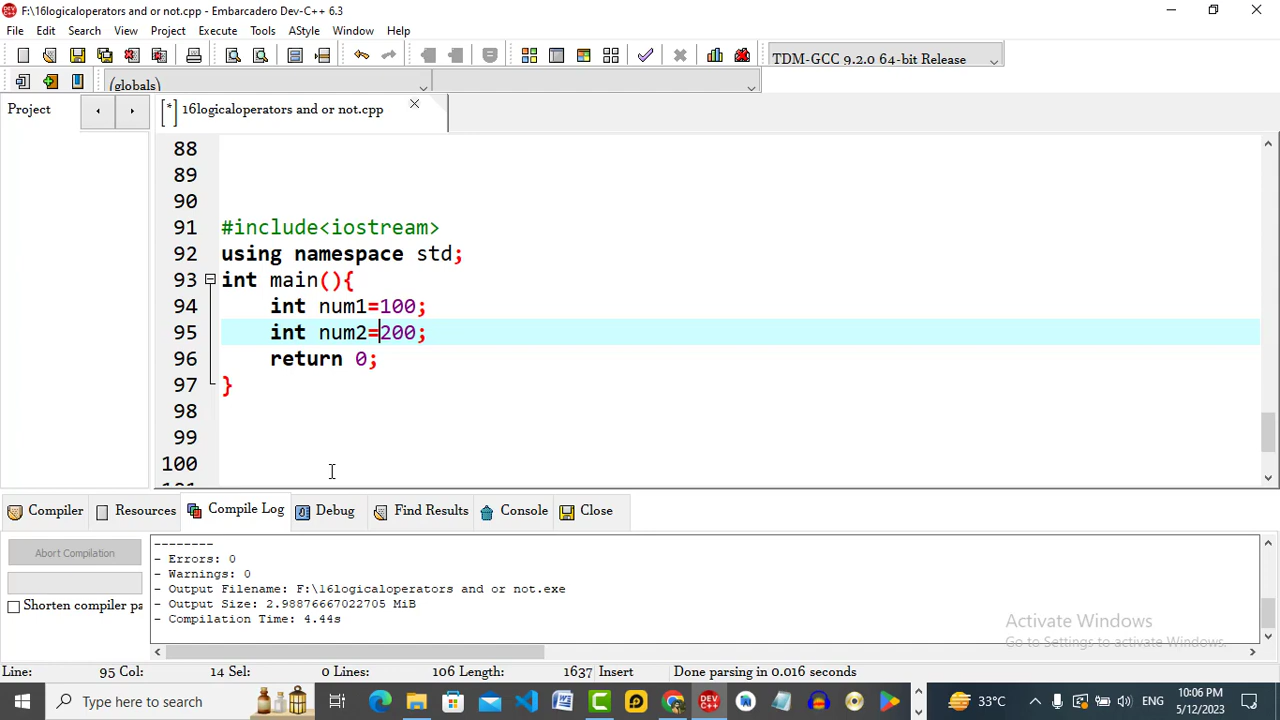 F:\16logicaloperators and or not.cpp - Embarcadero Dev-C++ 6.3
File Edit Search View Project Execute Tools AStyle Window Help
TDM-GCC 9.2.0 64-bit Release
(globals)
Project
[*] 16logicaloperators and or not.cpp
88
89
90
91 #include<iostream>
92 using namespace std;
93 int main(){
94 int num1=100;
95 int num2=200;
96 return 0;
97 }
98
99
100
101
Compiler Resources Compile Log Debug Find Results Console Close
Abort Compilation
Shorten compiler pa
--------
- Errors: 0
- Warnings: 0
- Output Filename: F:\16logicaloperators and or not.exe
- Output Size: 2.98876667022705 MiB
- Compilation Time: 4.44s
Activate Windows
Go to Settings to activate Windows.
Line: 95 Col: 14 Sel: 0 Lines: 106 Length: 1637 Insert Done parsing in 0.016 seconds
Type here to search
33°C
ENG
10:06 PM
5/12/2023